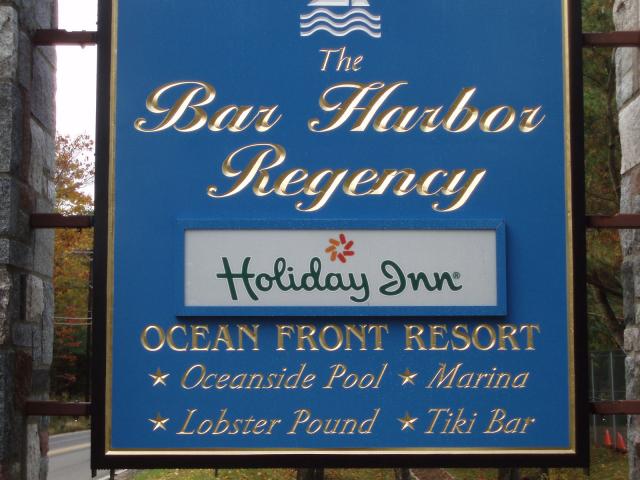 The
Bar Harbor
Regency
Holiday Inn®
OCEAN FRONT RESORT
★ Oceanside Pool ★ Marina
★ Lobster Pound ★ Tiki Bar